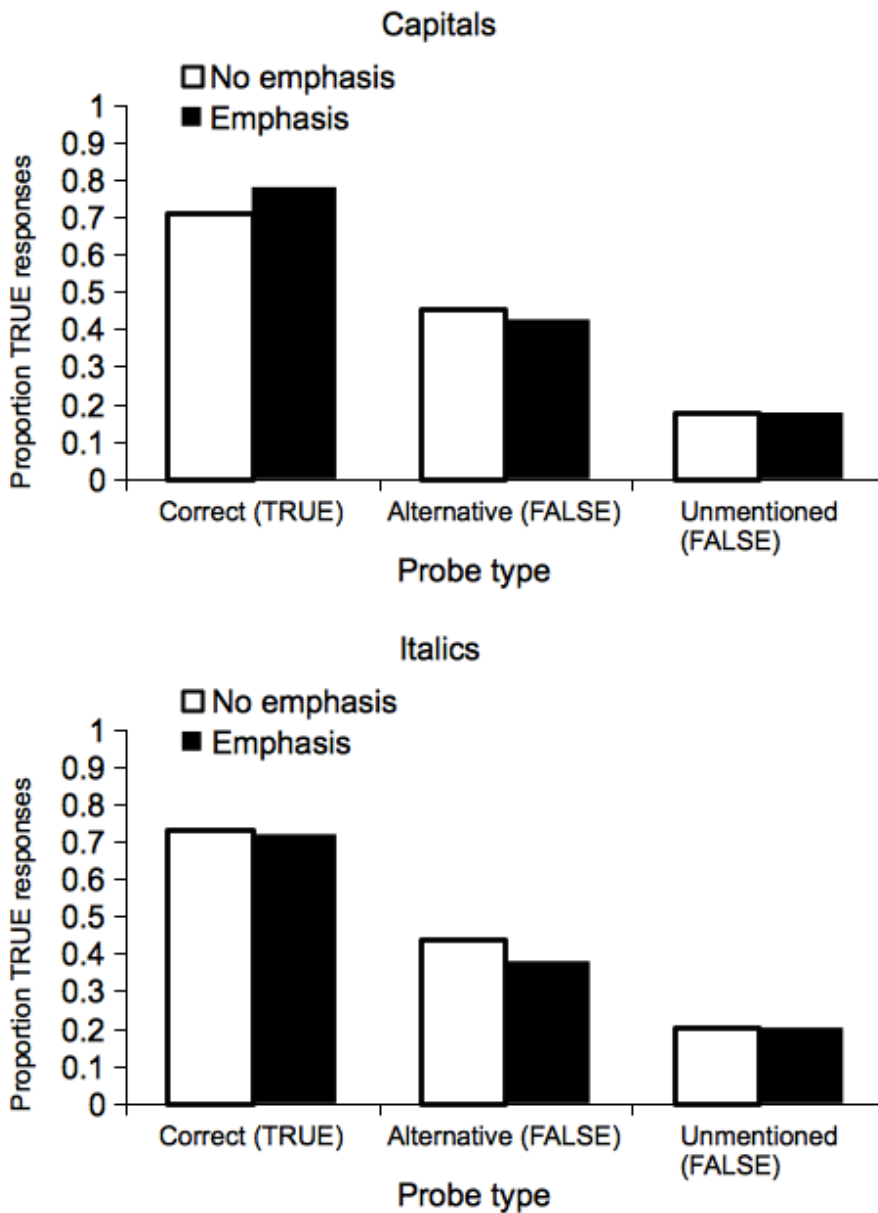 Capitals
No emphasis
Emphasis
Proportion TRUE responses
1
0.9
0.8
0.7
0.6
0.5
0.4
0.3
0.2
0.1
0
Correct (TRUE) Alternative (FALSE) Unmentioned
(FALSE)
Probe type
Italics
No emphasis
Emphasis
Proportion TRUE responses
1
0.9
0.8
0.7
0.6
0.5
0.4
0.3
0.2
0.1
0
Correct (TRUE) Alternative (FALSE) Unmentioned
(FALSE)
Probe type